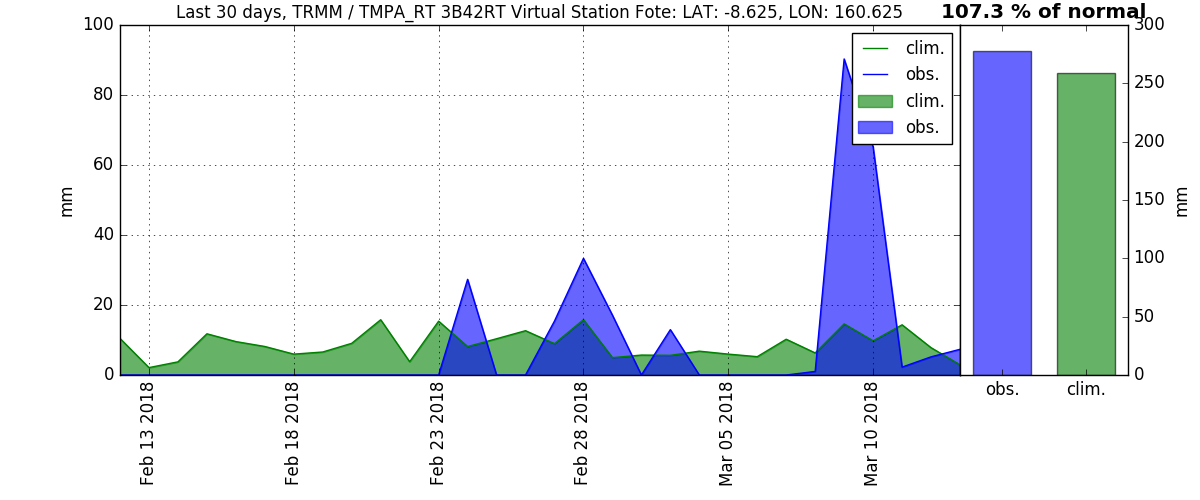 Last 30 days, TRMM / TMPA_RT 3B42RT Virtual Station Fote: LAT: -8.625, LON: 160.625
107.3 % of normal
100
80
60
40
20
0
mm
clim.
obs.
clim.
obs.
300
250
200
150
100
50
0
mm
obs.
clim.
Feb 13 2018
Feb 18 2018
Feb 23 2018
Feb 28 2018
Mar 05 2018
Mar 10 2018